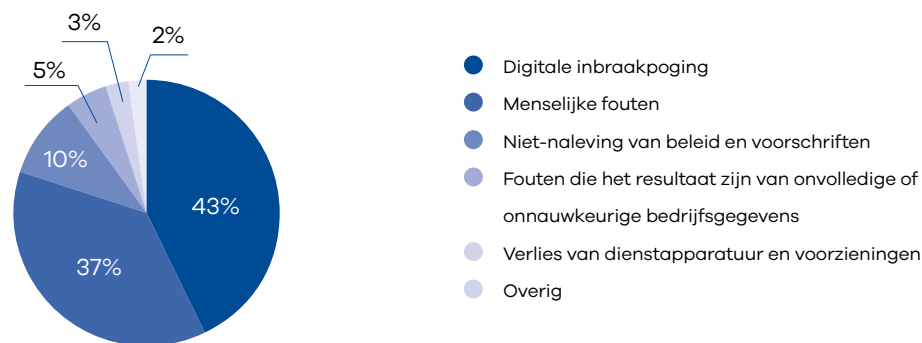 3%
2%
5%
10%
43%
37%
Digitale inbraakpoging
Menselijke fouten
Niet-naleving van beleid en voorschriften
Fouten die het resultaat zijn van onvolledige of
onnauwkeurige bedrijfsgegevens
Verlies van dienstapparatuur en voorzieningen
Overig